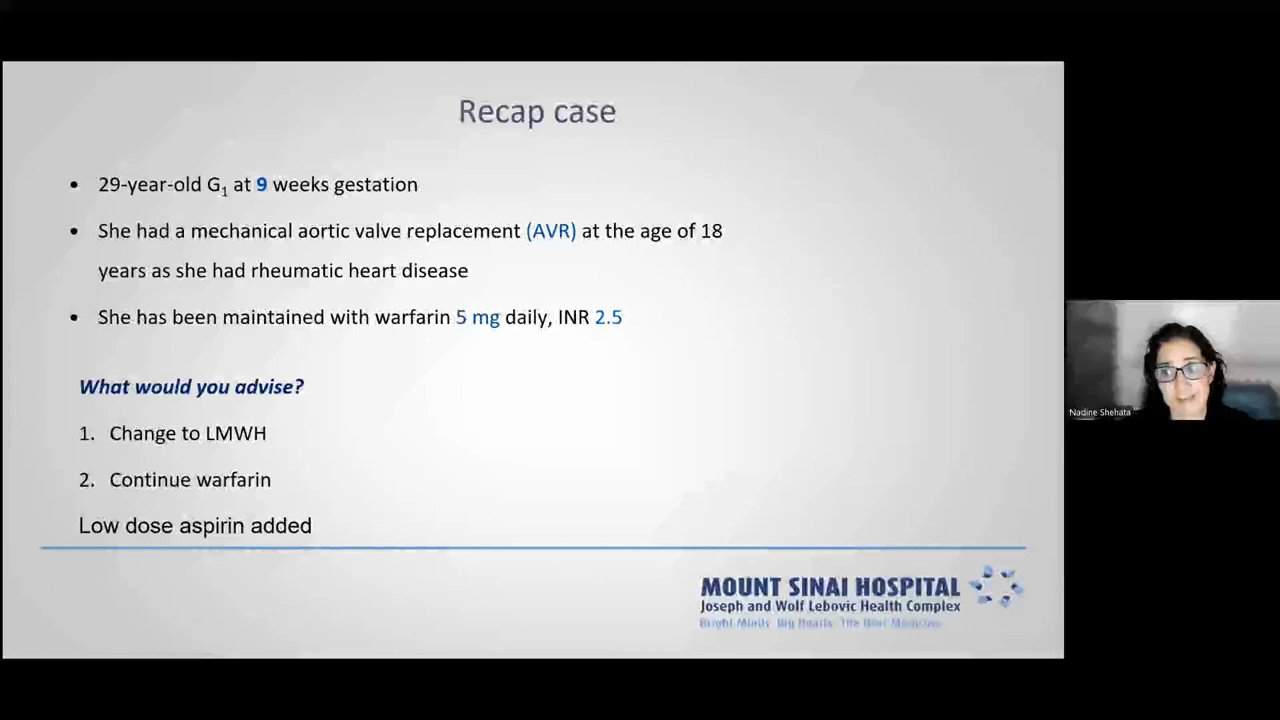 Recap case
• 29-year-old G1 at 9 weeks gestation
• She had a mechanical aortic valve replacement (AVR) at the age of 18
years as she had rheumatic heart disease
• She has been maintained with warfarin 5 mg daily, INR 2.5
What would you advise?
1. Change to LMWH
2. Continue warfarin
Low dose aspirin added
MOUNT SINAI HOSPITAL
Joseph and Wolf Lebovic Health Complex
Bright Minds. Big Hearts. The Best Medicine.
Nadine Shehata